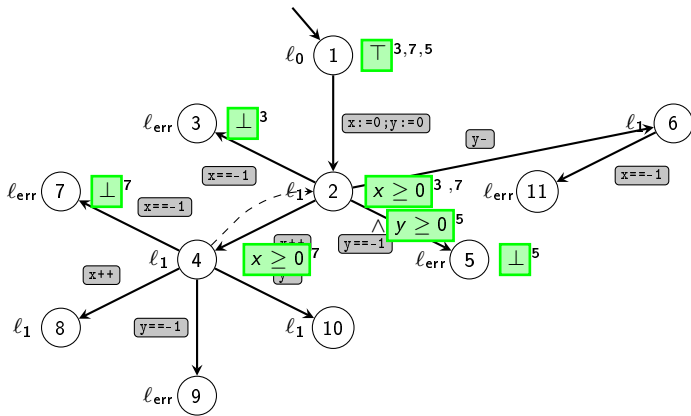 ℓ0 1 ⊤ 3,7,5
x:=0;y:=0
ℓerr 3 ⊥ 3
y-
ℓ1 6
x==-1
x==-1
ℓerr 7 ⊥ 7
x==-1
ℓ1 2 x ≥ 0 3 ,7
ℓerr 11
∧ y ≥ 0 5
x++
y==-1
ℓ1 4 x ≥ 0 7
ℓerr 5 ⊥ 5
x++
y-
ℓ1 8
y==-1
ℓ1 10
ℓerr 9